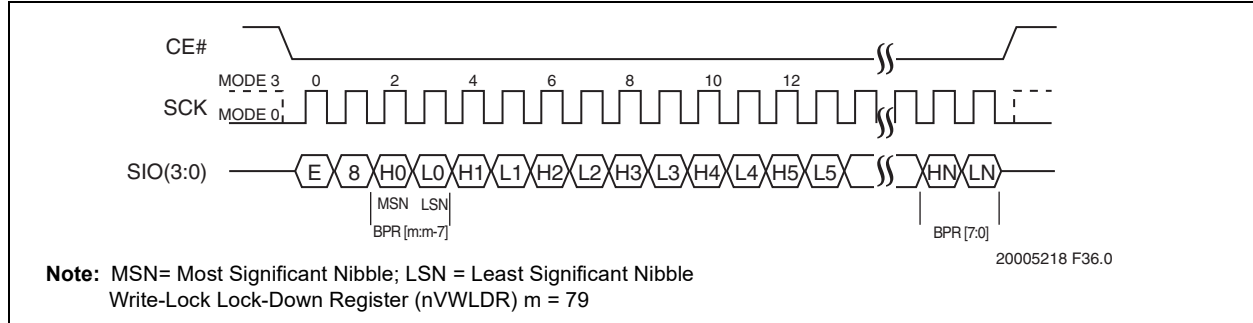 CE#
MODE 3 0 2 4 6 8 10 12
SCK MODE 0
SIO(3:0) E 8 H0 L0 H1 L1 H2 L2 H3 L3 H4 L4 H5 L5 HN LN
MSN LSN
BPR [m:m-7] BPR [7:0]
20005218 F36.0
Note: MSN= Most Significant Nibble; LSN = Least Significant Nibble
Write-Lock Lock-Down Register (nVWLDR) m = 79